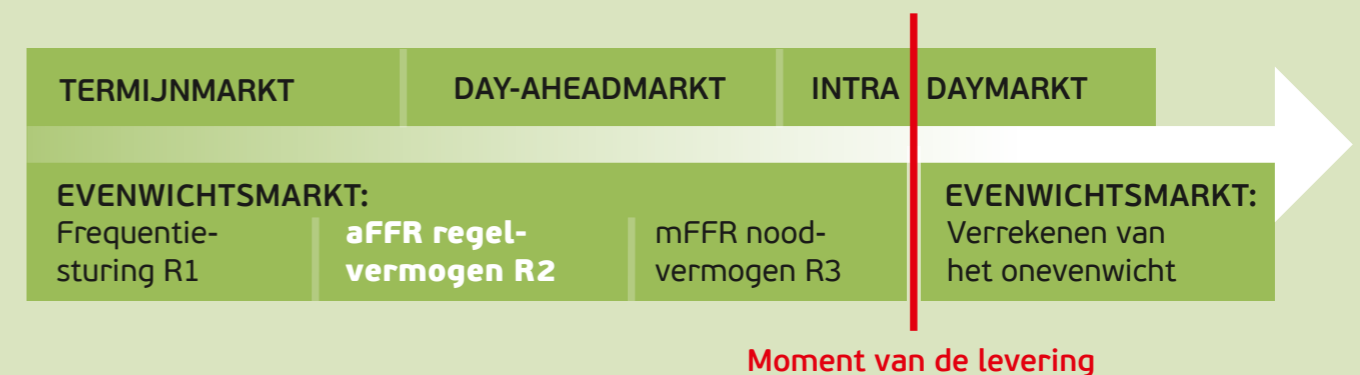 TERMIJNMARKT
DAY-AHEADMARKT
INTRA DAYMARKT
EVENWICHTSMARKT:
Frequentie-
sturing R1
aFFR regel-
vermogen R2
mFFR nood-
vermogen R3
EVENWICHTSMARKT:
Verrekenen van
het onevenwicht
Moment van de levering